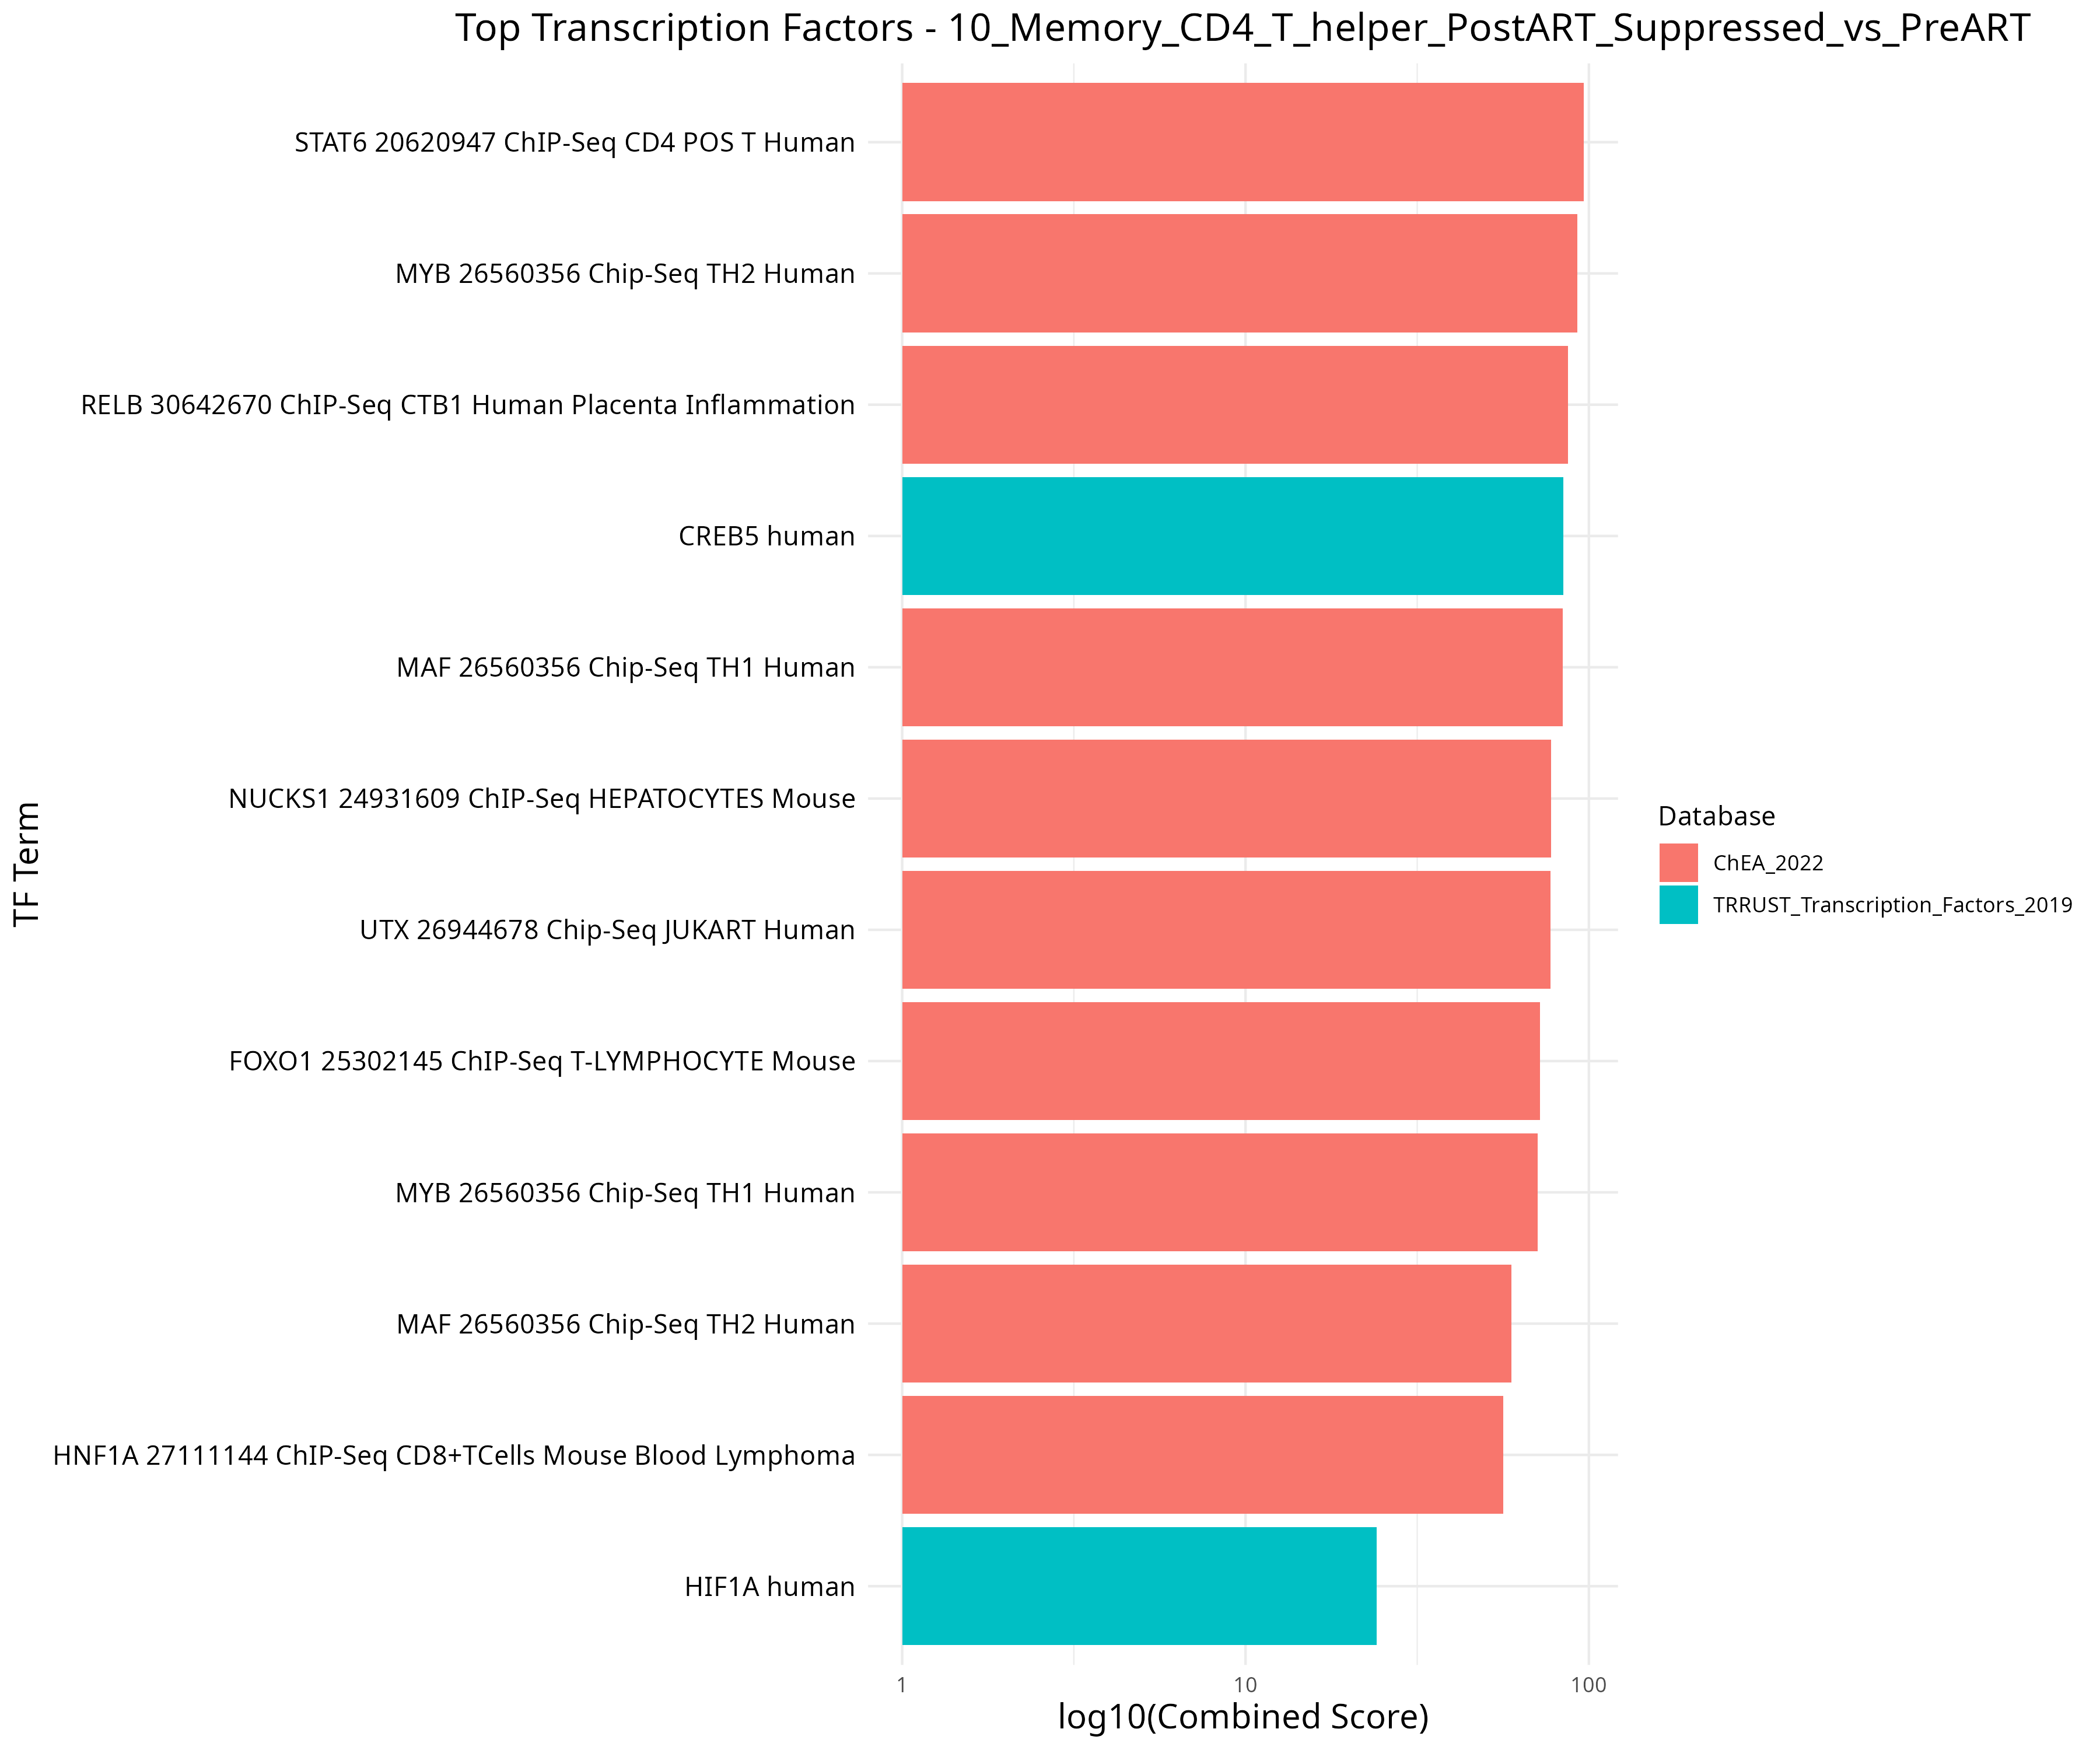 Top Transcription Factors - 10_Memory_CD4_T_helper_PostART_Suppressed_vs_PreART
TF Term
STAT6 20620947 ChIP-Seq CD4 POS T Human
MYB 26560356 Chip-Seq TH2 Human
RELB 30642670 ChIP-Seq CTB1 Human Placenta Inflammation
CREB5 human
MAF 26560356 Chip-Seq TH1 Human
NUCKS1 24931609 ChIP-Seq HEPATOCYTES Mouse
UTX 26944678 Chip-Seq JUKART Human
FOXO1 25302145 ChIP-Seq T-LYMPHOCYTE Mouse
MYB 26560356 Chip-Seq TH1 Human
MAF 26560356 Chip-Seq TH2 Human
HNF1A 27111144 ChIP-Seq CD8+TCells Mouse Blood Lymphoma
HIF1A human
1 10 100
log10(Combined Score)
Database
ChEA_2022
TRRUST_Transcription_Factors_2019